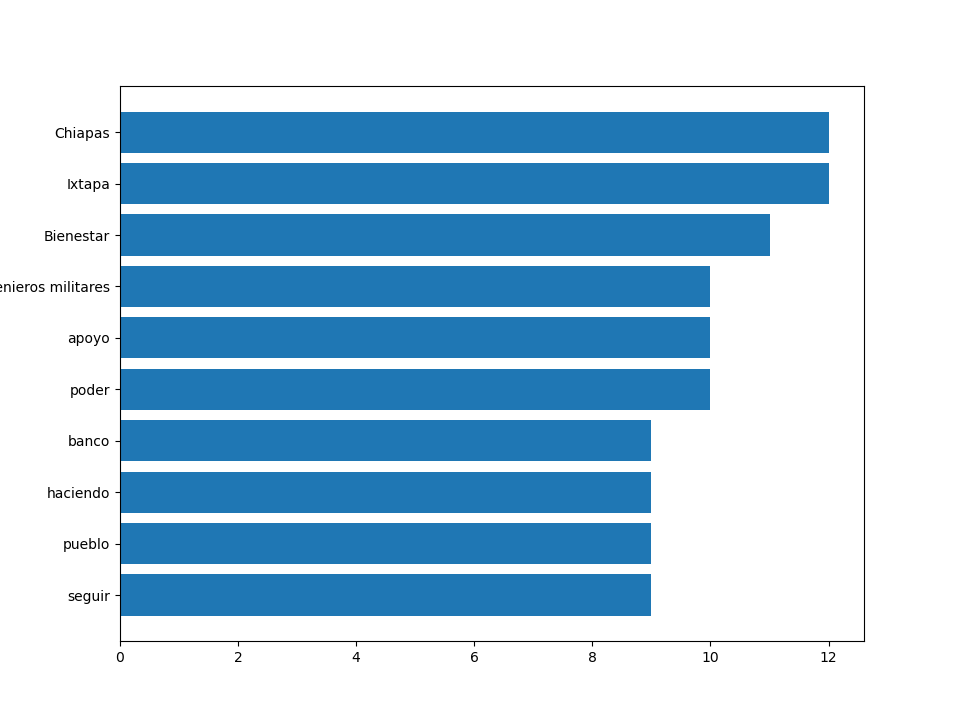 Chiapas
Ixtapa
Bienestar
enieros militares
apoyo
poder
banco
haciendo
pueblo
seguir
0 2 4 6 8 10 12